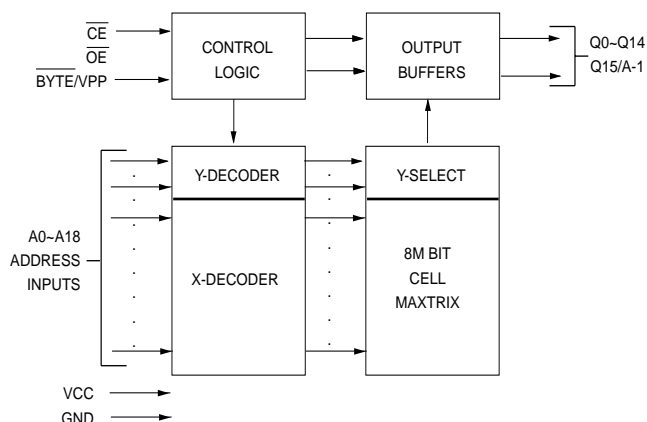 CE
OE
BYTE/VPP
CONTROL
LOGIC
OUTPUT
BUFFERS
Q0~Q14
Q15/A-1
A0~A18
ADDRESS
INPUTS
Y-DECODER
X-DECODER
Y-SELECT
8M BIT
CELL
MAXTRIX
VCC
GND